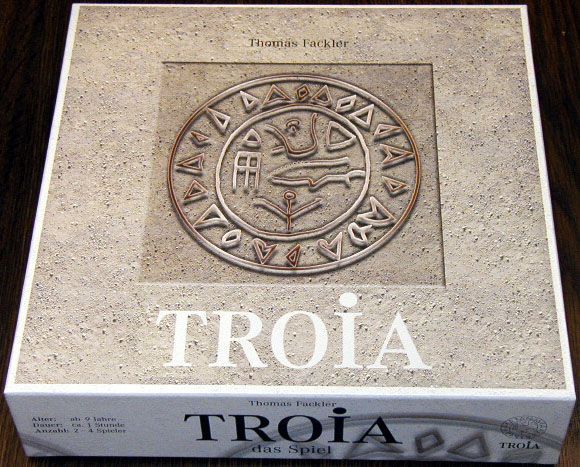 Thomas Fackler
TROiA
Thomas Fackler
Alter: ab 9 Jahre
Dauer: ca. 1 Stunde
Anzahl: 2 - 4 Spieler
TROiA
das Spiel
TROiA